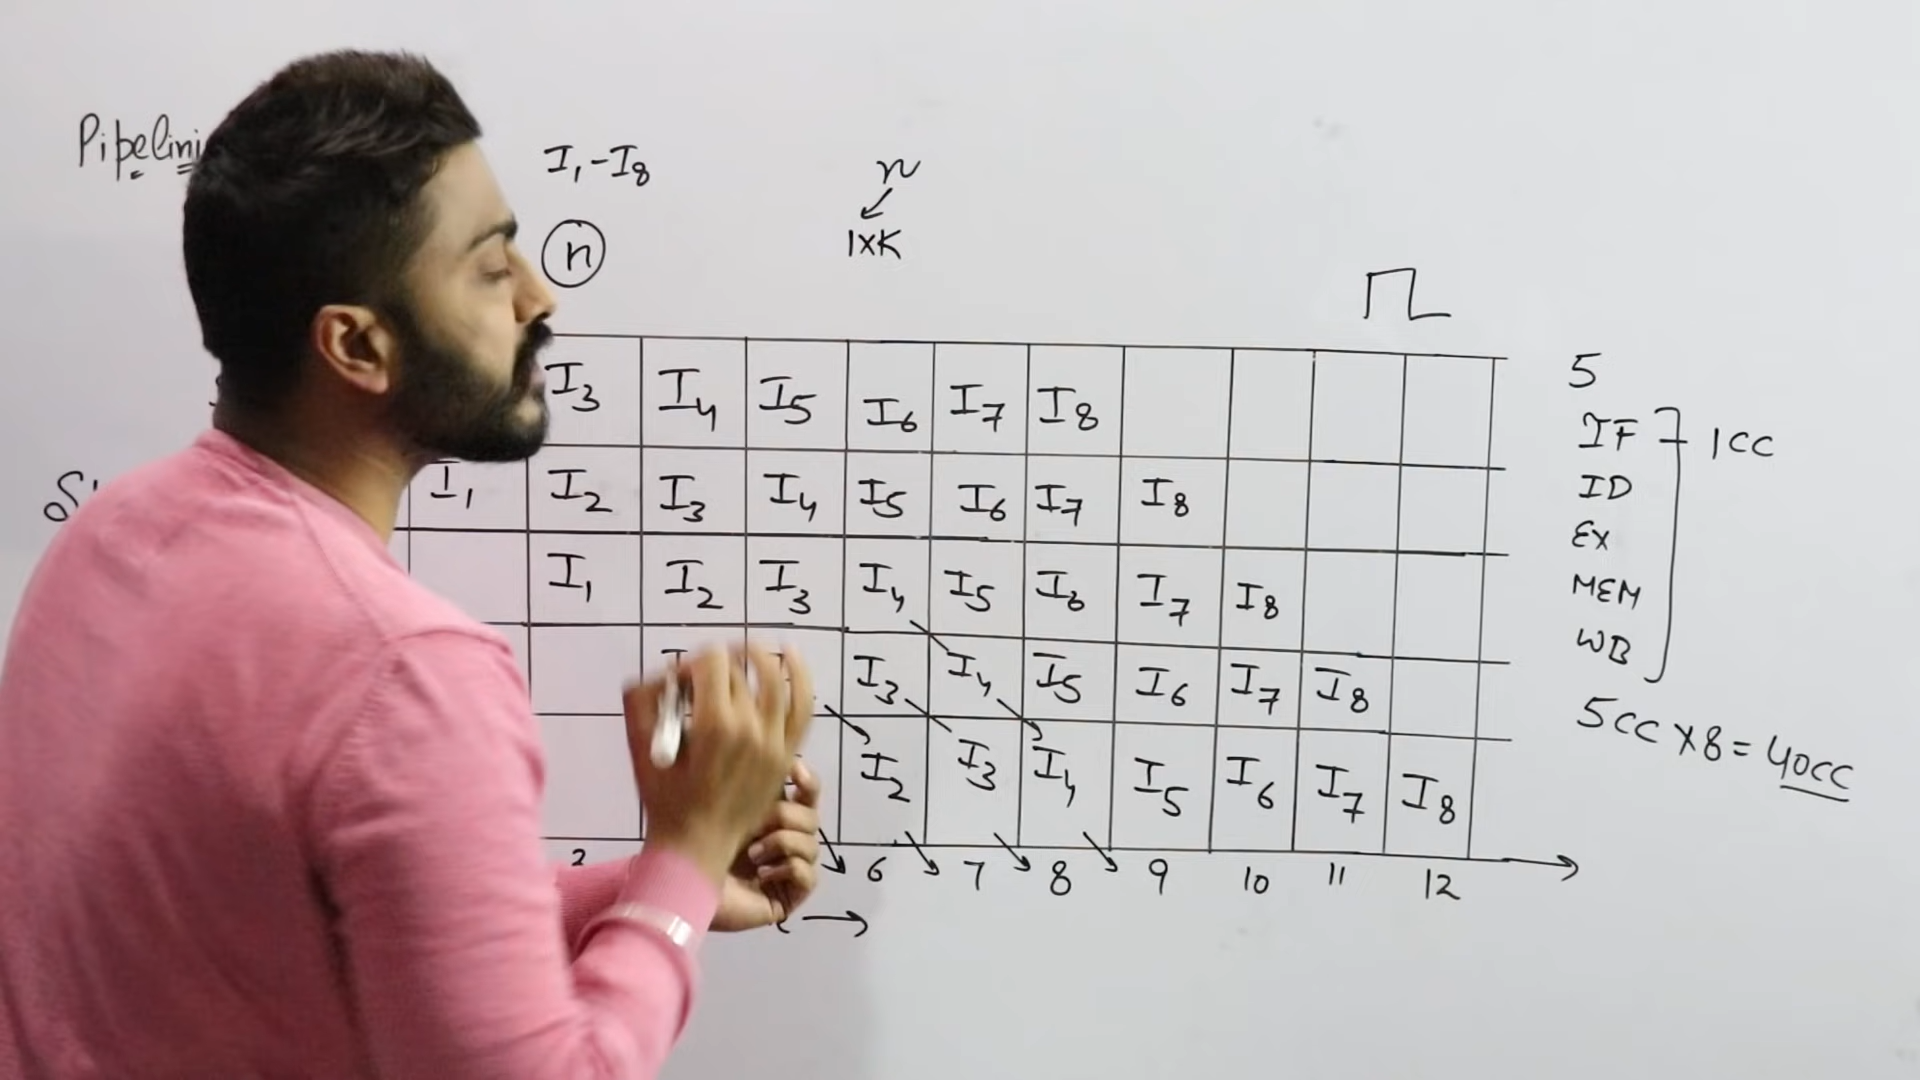 Pipelini
I₁-I₈
n
n
1xK
I₃ I₄ I₅ I₆ I₇ I₈
I₁ I₂ I₃ I₄ I₅ I₆ I₇ I₈
I₁ I₂ I₃ I₄ I₅ I₆ I₇ I₈
I₃ I₄ I₅ I₆ I₇ I₈
I₂ I₃ I₄ I₅ I₆ I₇ I₈
6 7 8 9 10 11 12
5
IF 1CC
ID
EX
MEM
WB
5CC x8 = 40CC